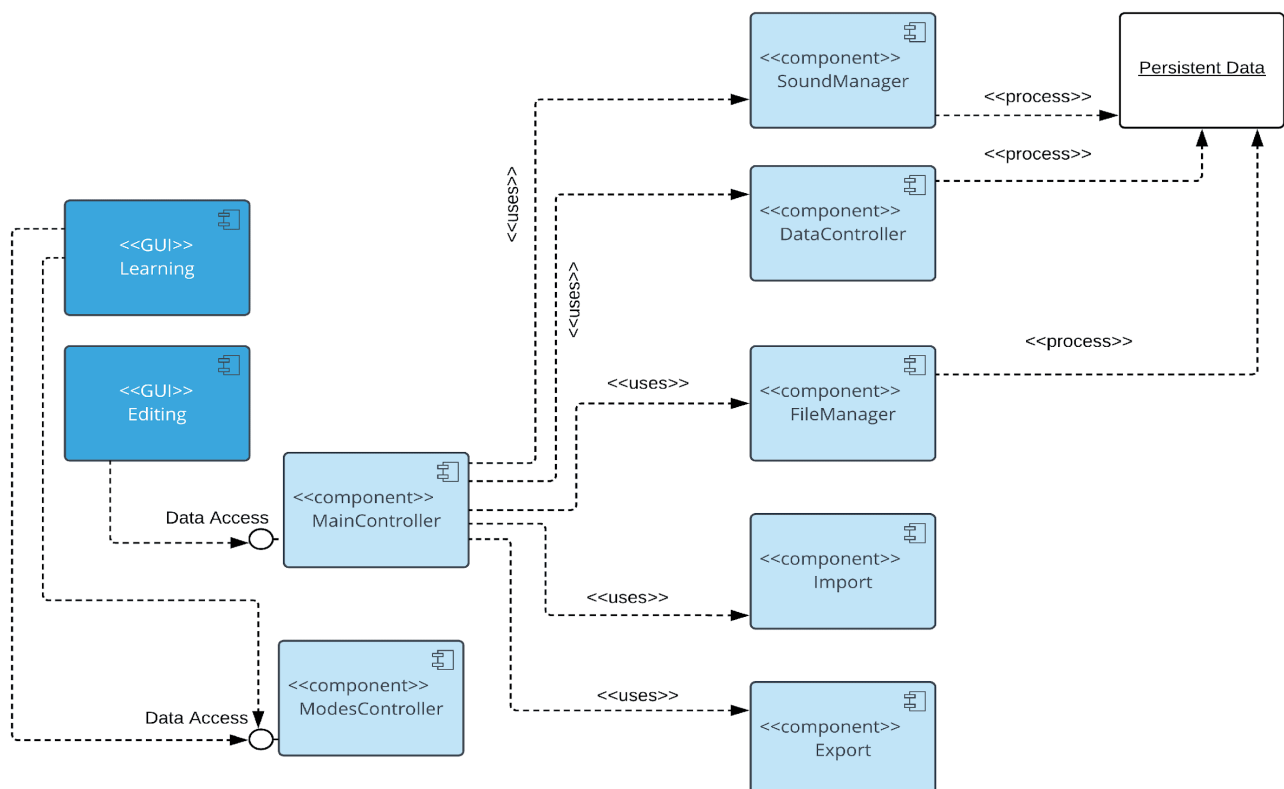 <<component>>
SoundManager
Persistent Data
<<process>>
<<process>>
<<uses>>
<<component>>
DataController
<<GUI>>
Learning
<<uses>>
<<process>>
<<GUI>>
Editing
<<uses>>
<<component>>
FileManager
<<component>>
MainController
Data Access
<<component>>
Import
<<uses>>
<<component>>
ModesController
Data Access
<<uses>>
<<component>>
Export